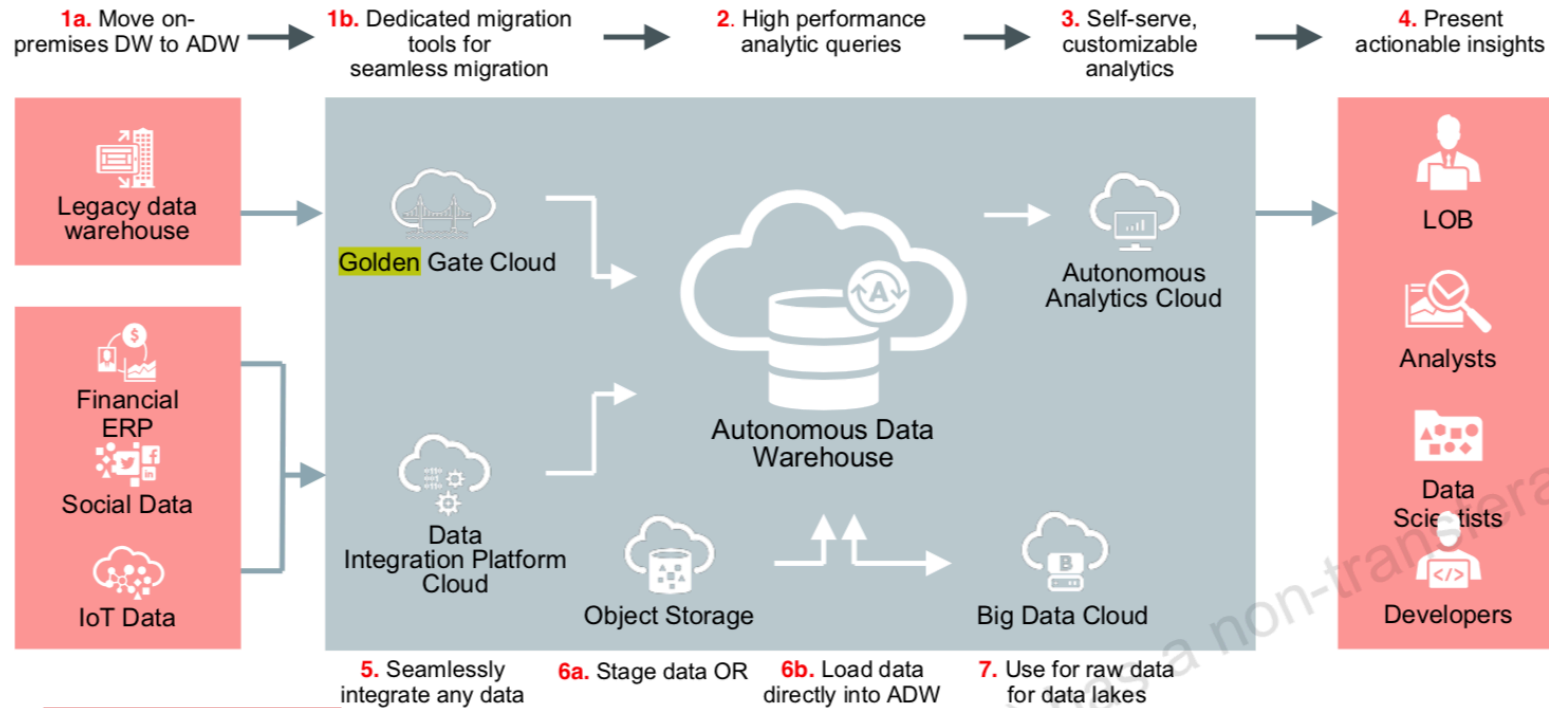 1a. Move on-
premises DW to ADW
1b. Dedicated migration
tools for
seamless migration
2. High performance
analytic queries
3. Self-serve,
customizable
analytics
4. Present
actionable insights
Legacy data
warehouse
Financial
ERP
Social Data
IoT Data
Golden Gate Cloud
Data
Integration Platform
Cloud
A
Autonomous Data
Warehouse
Object Storage
Autonomous
Analytics Cloud
B
Big Data Cloud
LOB
Analysts
Data
Scientists
</>
Developers
5. Seamlessly
integrate any data
6a. Stage data OR
6b. Load data
directly into ADW
7. Use for raw data
for data lakes
has a non-transfera